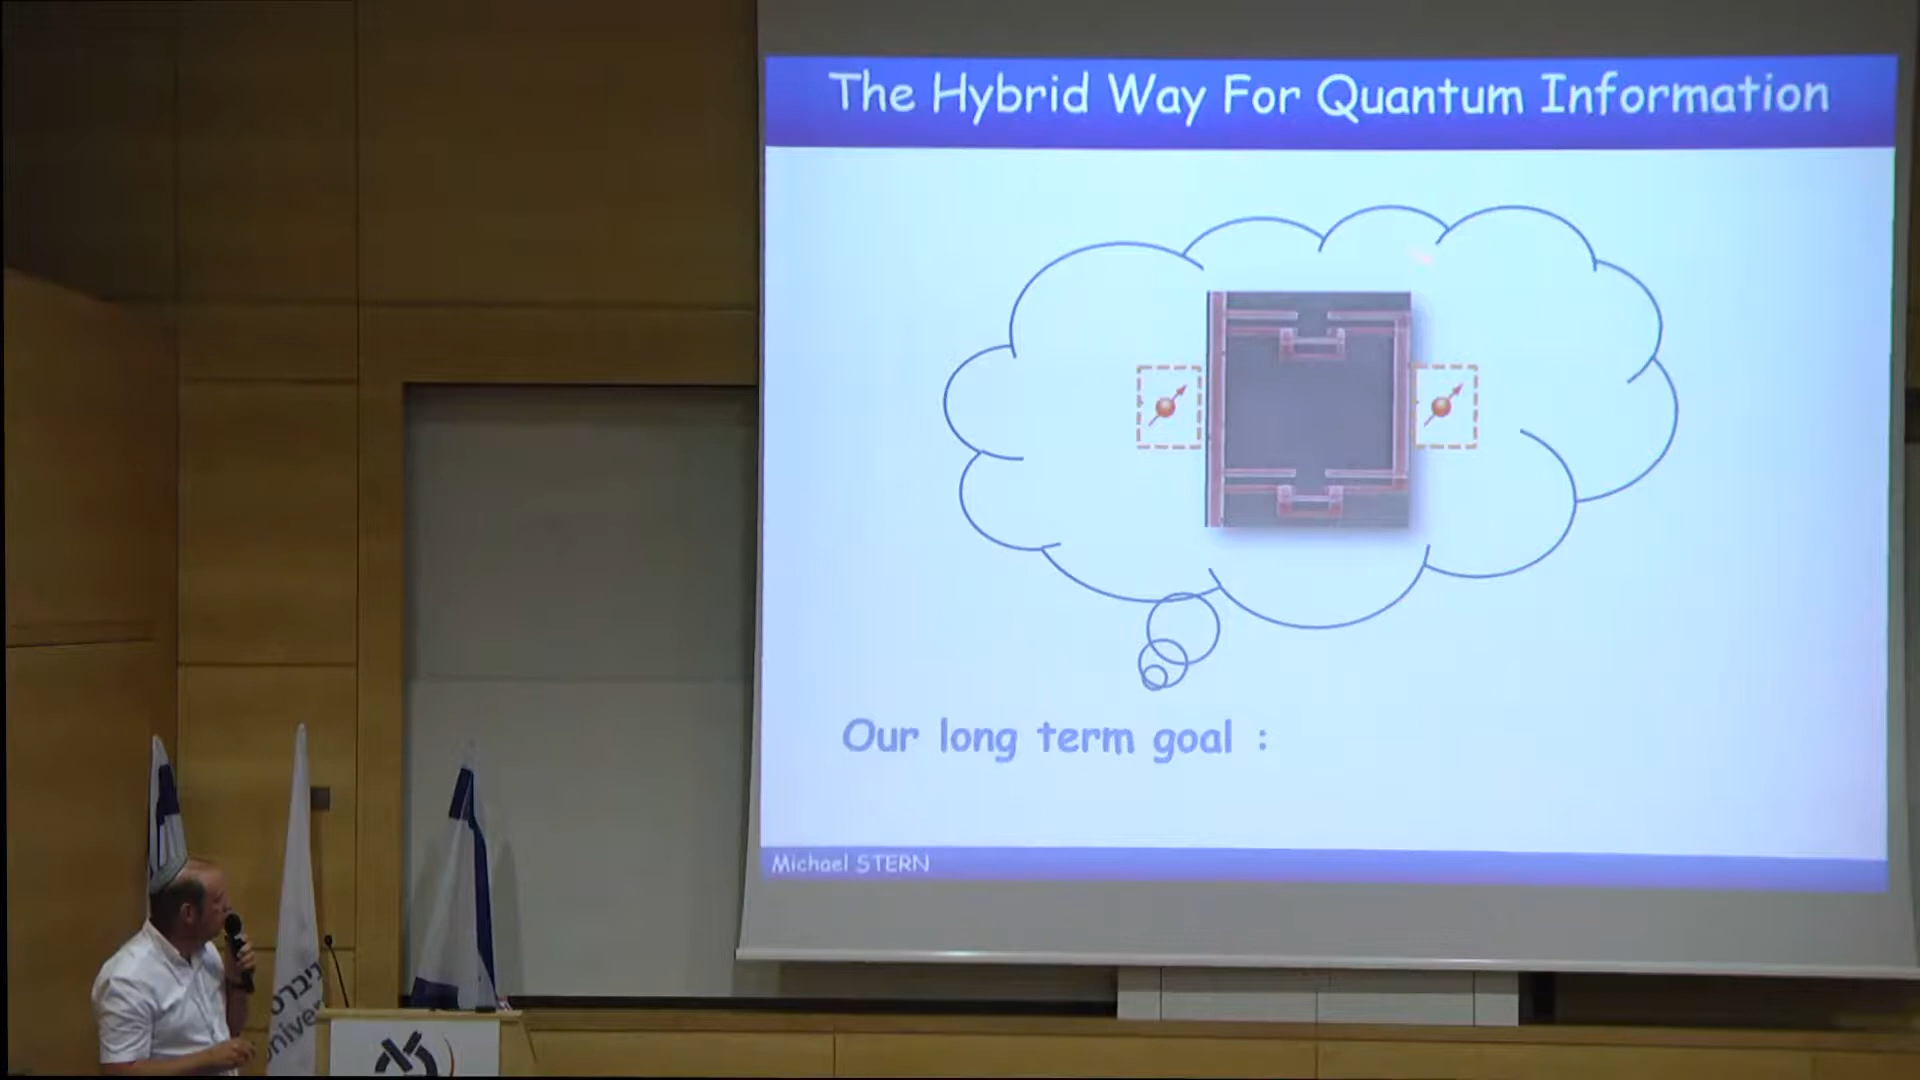 The Hybrid Way For Quantum Information
Our long term goal :
Michael STERN